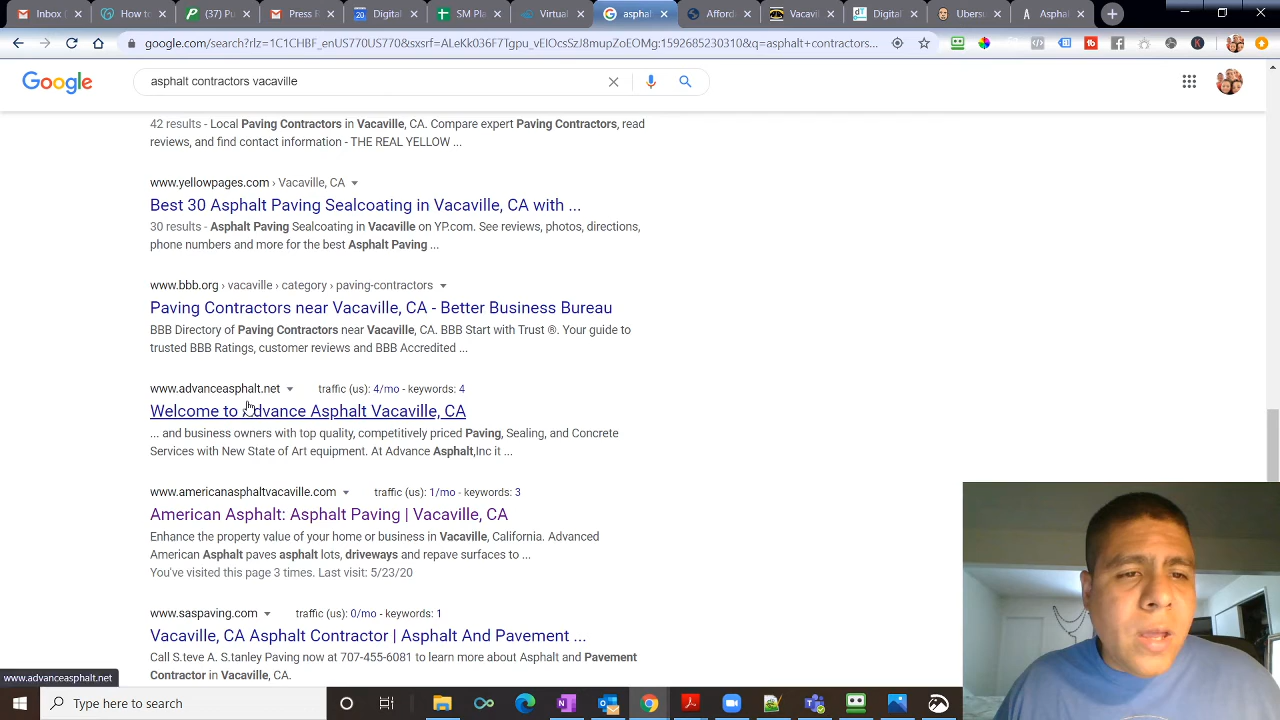 Inbox
How to
(37) Pu
Press R
20 Digital
SM Pl
Virtual
asphal
Afford
Vacavil
Digital
Ubersu
Asphal
google.com/search?rlz=1C1CHBF_enUS770US770&sxsrf=ALeKk036F7Tgpu_vEIOcSzJ8mupZoEOMg:1592685230310&q=asphalt+contractors...
Google
asphalt contractors vacaville
42 results - Local Paving Contractors in Vacaville, CA. Compare expert Paving Contractors, read
reviews, and find contact information - THE REAL YELLOW ...
www.yellowpages.com › Vacaville, CA
Best 30 Asphalt Paving Sealcoating in Vacaville, CA with ...
30 results - Asphalt Paving Sealcoating in Vacaville on YP.com. See reviews, photos, directions,
phone numbers and more for the best Asphalt Paving ...
www.bbb.org › vacaville › category › paving-contractors
Paving Contractors near Vacaville, CA - Better Business Bureau
BBB Directory of Paving Contractors near Vacaville, CA. BBB Start with Trust ®. Your guide to
trusted BBB Ratings, customer reviews and BBB Accredited ...
www.advanceasphalt.net traffic (us): 4/mo - keywords: 4
Welcome to Advance Asphalt Vacaville, CA
... and business owners with top quality, competitively priced Paving, Sealing, and Concrete
Services with New State of Art equipment. At Advance Asphalt,Inc it ...
www.americanasphaltvacaville.com traffic (us): 1/mo - keywords: 3
American Asphalt: Asphalt Paving | Vacaville, CA
Enhance the property value of your home or business in Vacaville, California. Advanced
American Asphalt paves asphalt lots, driveways and repave surfaces to ...
You've visited this page 3 times. Last visit: 5/23/20
www.saspaving.com traffic (us): 0/mo - keywords: 1
Vacaville, CA Asphalt Contractor | Asphalt And Pavement ...
Call S.teve A. S.tanley Paving now at 707-455-6081 to learn more about Asphalt and Pavement
Contractor in Vacaville, CA.
www.advanceasphalt.net
Type here to search